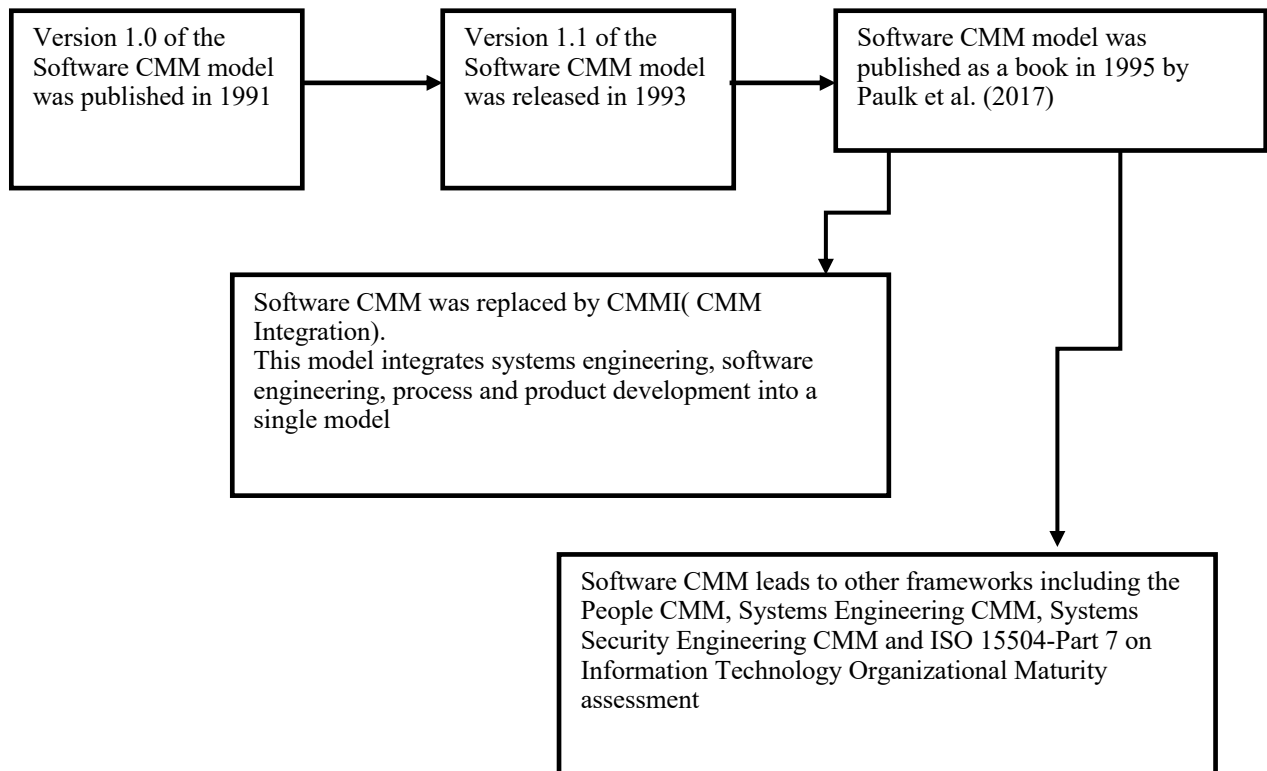 Version 1.0 of the
Software CMM model
was published in 1991
Version 1.1 of the
Software CMM model
was released in 1993
Software CMM model was
published as a book in 1995 by
Paulk et al. (2017)
Software CMM was replaced by CMMI( CMM
Integration).
This model integrates systems engineering, software
engineering, process and product development into a
single model
Software CMM leads to other frameworks including the
People CMM, Systems Engineering CMM, Systems
Security Engineering CMM and ISO 15504-Part 7 on
Information Technology Organizational Maturity
assessment